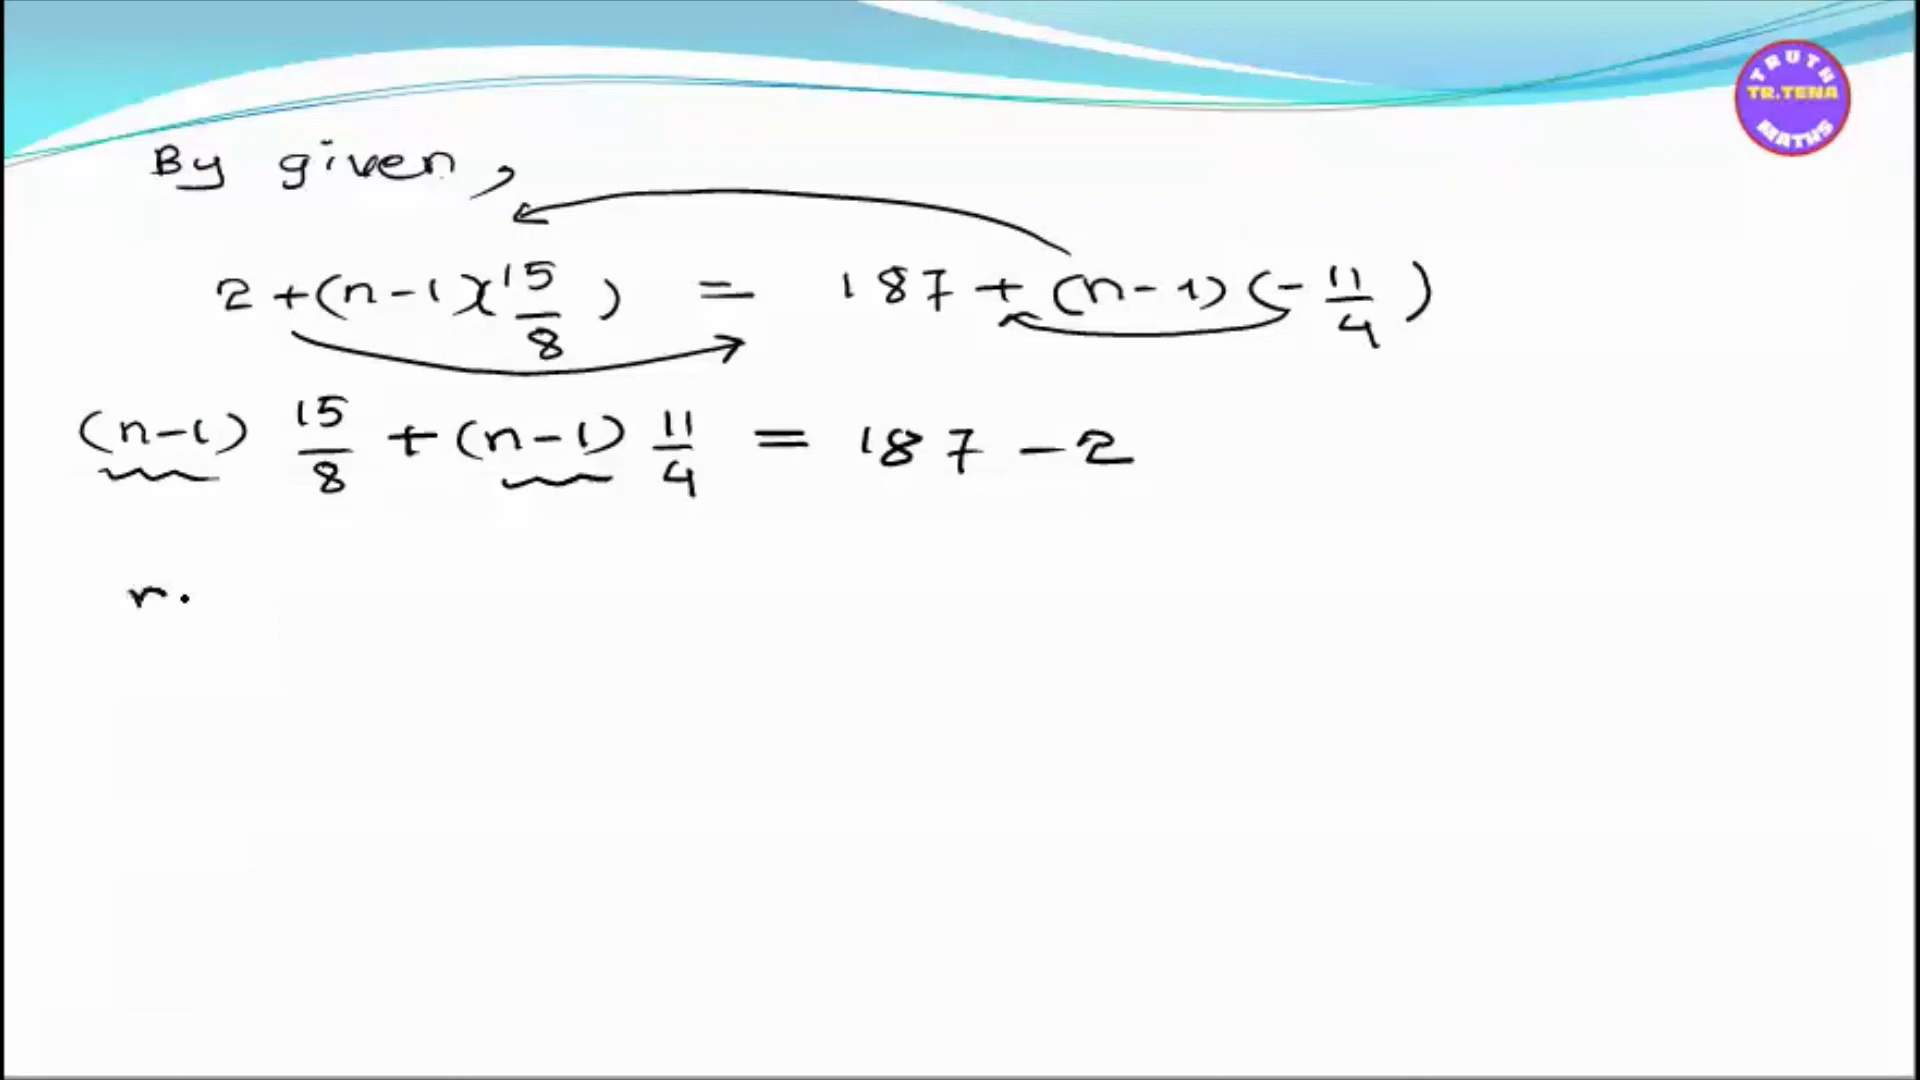 TRUTH
TR.TENA
MATHS
By given,
2 + (n-1)(15/8) = 187 + (n-1)(-11/4)
(n-1) 15/8 + (n-1) 11/4 = 187 - 2